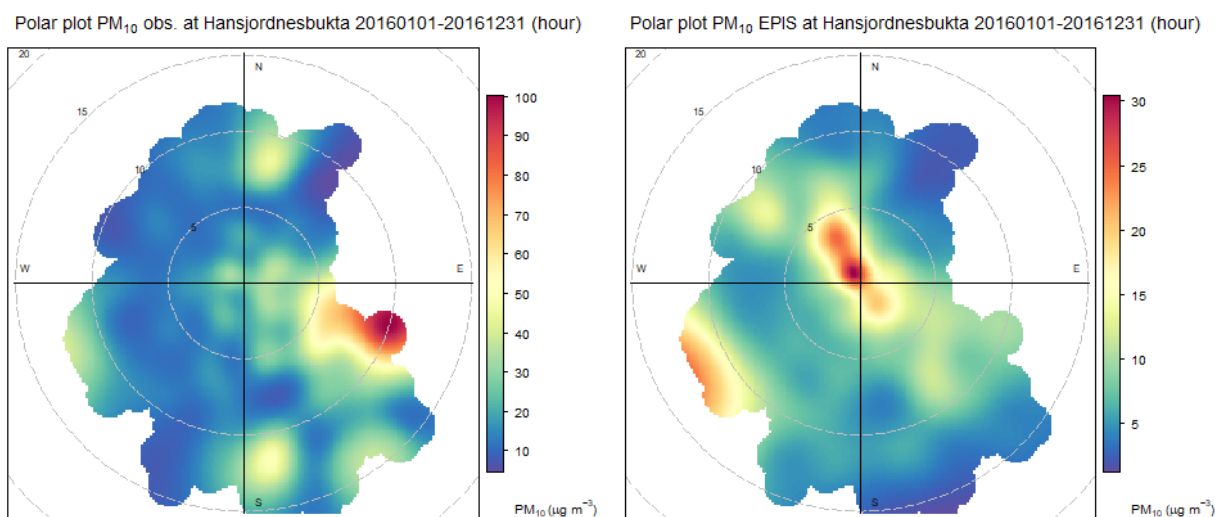 Polar plot PM10 obs. at Hansjordnesbukta 20160101-20161231 (hour)
20
N
15
10
5
W
E
S
100
90
80
70
60
50
40
30
20
10
PM10 (μg m−3)
Polar plot PM10 EPIS at Hansjordnesbukta 20160101-20161231 (hour)
20
N
15
10
5
W
E
S
30
25
20
15
10
5
PM10 (μg m−3)